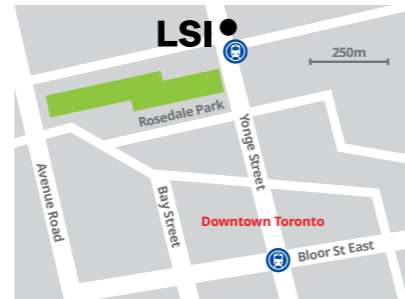 LSI
250m
Rosedale Park
Yonge Street
Avenue Road
Bay Street
Downtown Toronto
Bloor St East